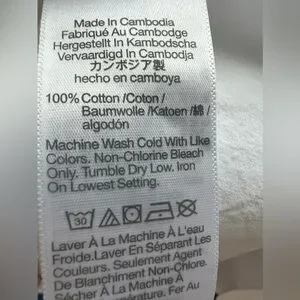 Made In Cambodia
Fabriqué Au Cambodge
Hergestellt In Kambodscha
Vervaardigd In Cambodja
カンボジア製
hecho en camboya
100% Cotton /Coton /
Baumwolle /Katoen /綿 /
algodón
Machine Wash Cold With Like
Colors. Non-Chlorine Bleach
Only. Tumble Dry Low. Iron
On Lowest Setting.
30
Laver À La Machine À L'eau
Froide.Laver En Séparant Les
Couleurs. Seulement Agent
De Blanchiment Non-Chlore.
Sécher À La Machine À